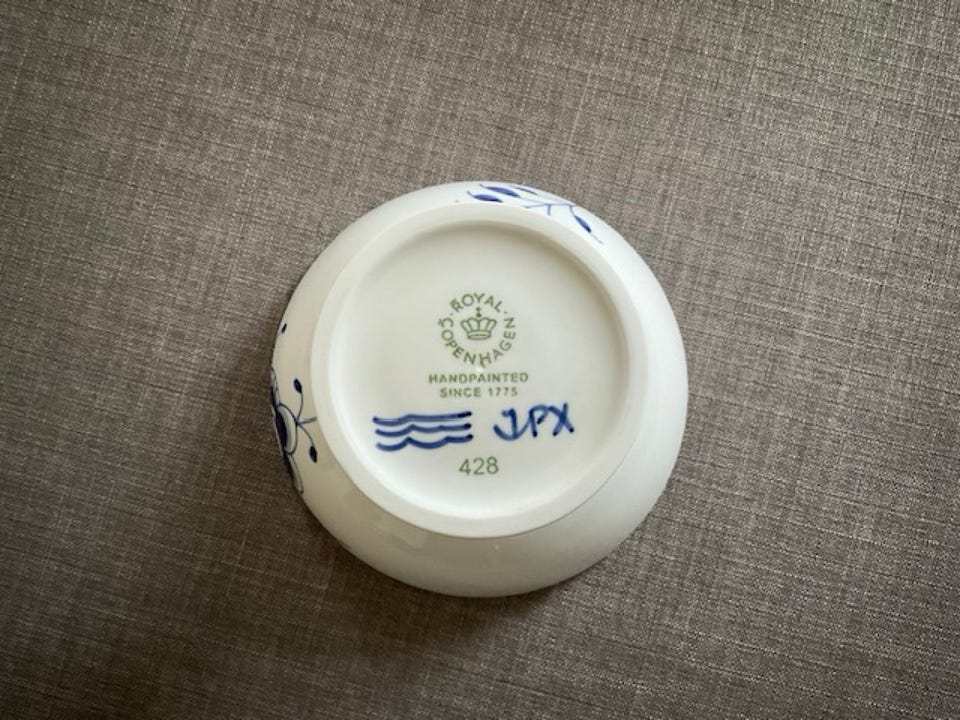 ROYAL
COPENHAGEN
HANDPAINTED
SINCE 1775
JPX
428